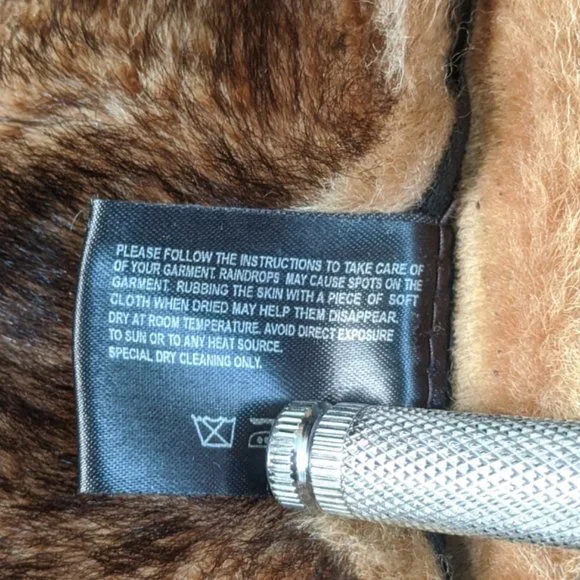 PLEASE FOLLOW THE INSTRUCTIONS TO TAKE CARE OF
OF YOUR GARMENT. RAINDROPS MAY CAUSE SPOTS ON THE
GARMENT. RUBBING THE SKIN WITH A PIECE OF SOFT
CLOTH WHEN DRIED MAY HELP THEM DISAPPEAR.
DRY AT ROOM TEMPERATURE. AVOID DIRECT EXPOSURE
TO SUN OR TO ANY HEAT SOURCE.
SPECIAL DRY CLEANING ONLY.